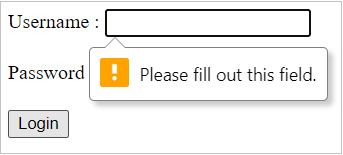 Username :
Please fill out this field.
Password
Login